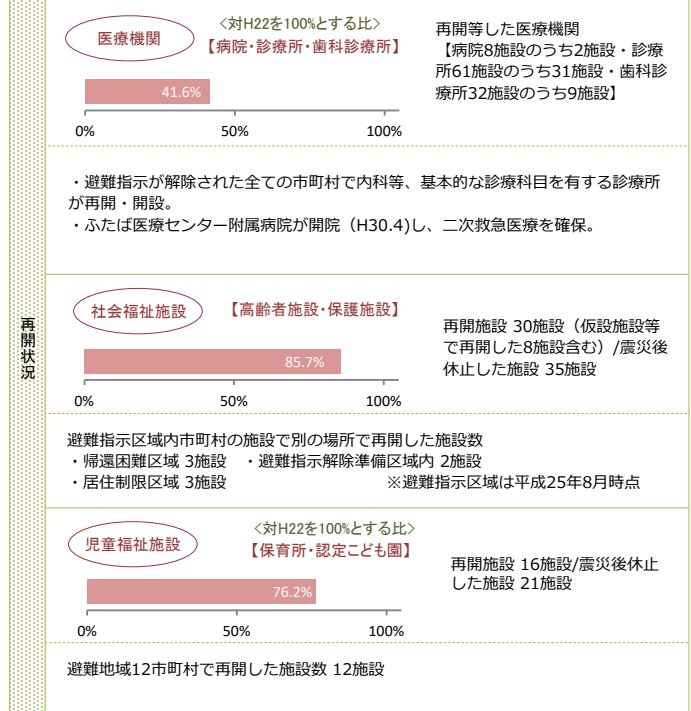 再開状況
医療機関
<対H22を100%とする比>
【病院・診療所・歯科診療所】
41.6%
0% 50% 100%
再開等した医療機関
【病院8施設のうち2施設・診療
所61施設のうち31施設・歯科診
療所32施設のうち9施設】
・避難指示が解除された全ての市町村で内科等、基本的な診療科目を有する診療所
が再開・開設。
・ふたば医療センター附属病院が開院（H30.4)し、二次救急医療を確保。
社会福祉施設
【高齢者施設・保護施設】
85.7%
0% 50% 100%
再開施設 30施設（仮設施設等
で再開した8施設含む）/震災後
休止した施設 35施設
避難指示区域内市町村の施設で別の場所で再開した施設数
・帰還困難区域 3施設 ・避難指示解除準備区域内 2施設
・居住制限区域 3施設 ※避難指示区域は平成25年8月時点
児童福祉施設
<対H22を100%とする比>
【保育所・認定こども園】
76.2%
0% 50% 100%
再開施設 16施設/震災後休止
した施設 21施設
避難地域12市町村で再開した施設数 12施設